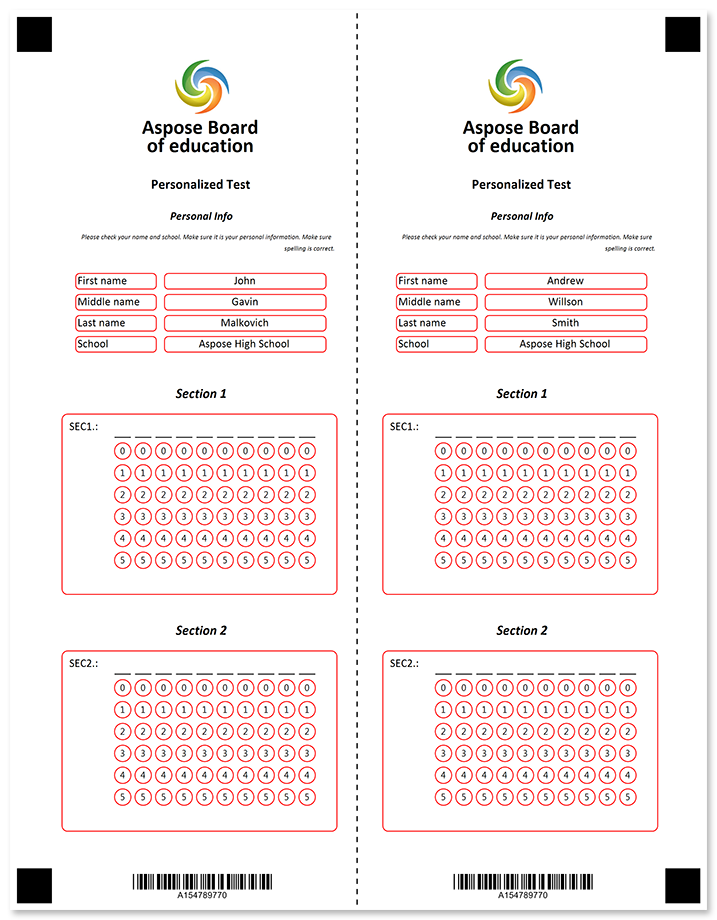 Aspose Board
of education
Personalized Test
Personal Info
Please check your name and school. Make sure it is your personal information. Make sure
spelling is correct.
First name John
Middle name Gavin
Last name Malkovich
School Aspose High School
Section 1
SEC1.:
0 0 0 0 0 0 0 0 0 0
1 1 1 1 1 1 1 1 1 1
2 2 2 2 2 2 2 2 2 2
3 3 3 3 3 3 3 3 3 3
4 4 4 4 4 4 4 4 4 4
5 5 5 5 5 5 5 5 5 5
Section 2
SEC2.:
0 0 0 0 0 0 0 0 0 0
1 1 1 1 1 1 1 1 1 1
2 2 2 2 2 2 2 2 2 2
3 3 3 3 3 3 3 3 3 3
4 4 4 4 4 4 4 4 4 4
5 5 5 5 5 5 5 5 5 5
A154789770
Aspose Board
of education
Personalized Test
Personal Info
Please check your name and school. Make sure it is your personal information. Make sure
spelling is correct.
First name Andrew
Middle name Willson
Last name Smith
School Aspose High School
Section 1
SEC1.:
0 0 0 0 0 0 0 0 0 0
1 1 1 1 1 1 1 1 1 1
2 2 2 2 2 2 2 2 2 2
3 3 3 3 3 3 3 3 3 3
4 4 4 4 4 4 4 4 4 4
5 5 5 5 5 5 5 5 5 5
Section 2
SEC2.:
0 0 0 0 0 0 0 0 0 0
1 1 1 1 1 1 1 1 1 1
2 2 2 2 2 2 2 2 2 2
3 3 3 3 3 3 3 3 3 3
4 4 4 4 4 4 4 4 4 4
5 5 5 5 5 5 5 5 5 5
A154789770